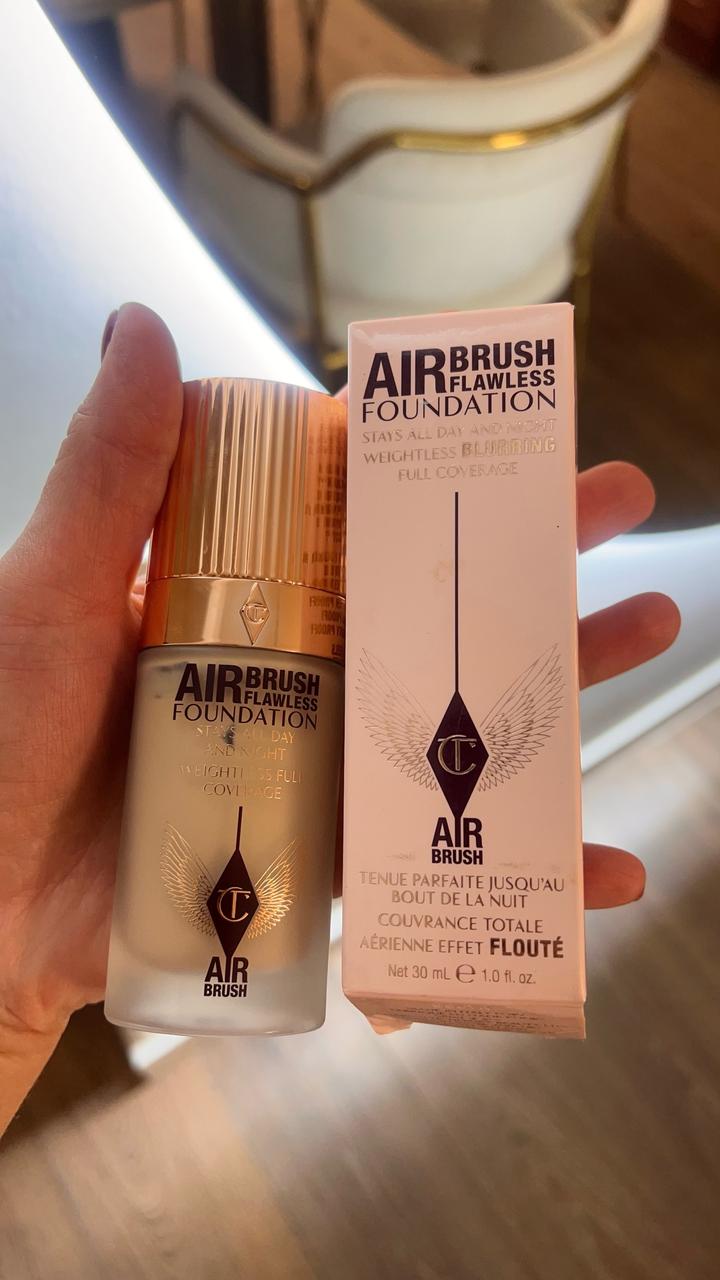 AIRBRUSH
FLAWLESS
FOUNDATION
STAYS ALL DAY
AND NIGHT
WEIGHTLESS FULL
COVERAGE
CT
AIR
BRUSH
AIRBRUSH
FLAWLESS
FOUNDATION
STAYS ALL DAY AND NIGHT
WEIGHTLESS BLURRING
FULL COVERAGE
CT
AIR
BRUSH
TENUE PARFAITE JUSQU'AU
BOUT DE LA NUIT
COUVRANCE TOTALE
AÉRIENNE EFFET FLOUTÉ
Net 30 mL ℮ 1.0 fl. oz.